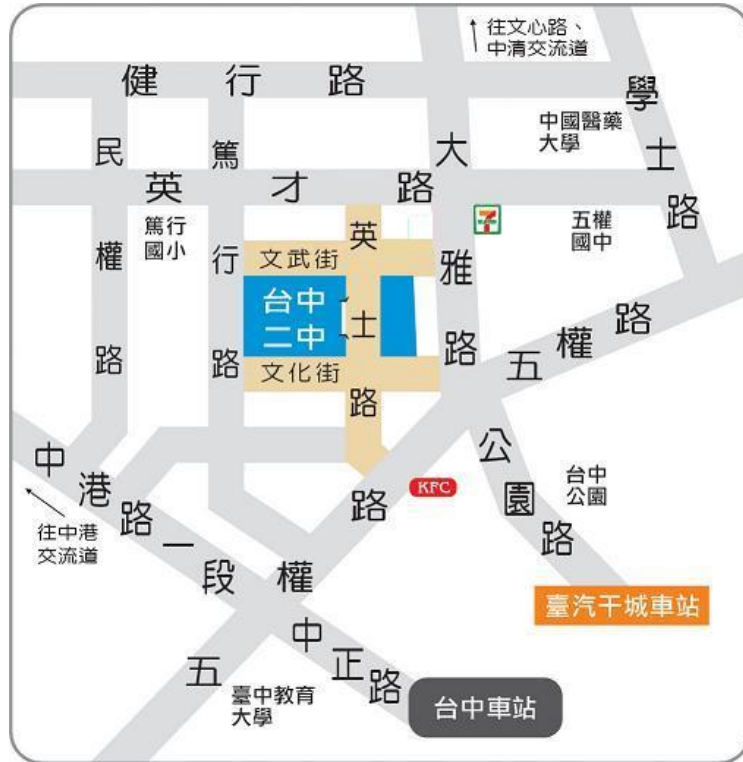 往文心路、
中清交流道
健行路
學士路
中國醫藥
大學
民權路
篤行路
大雅路
英才路
篤行
國小
英士路
7
五權
國中
文武街
台中
二中
文化街
五權路
中港路一段
公園路
台中
公園
KFC
往中港
交流道
五權路
臺汽干城車站
中正路
臺中教育
大學
台中車站